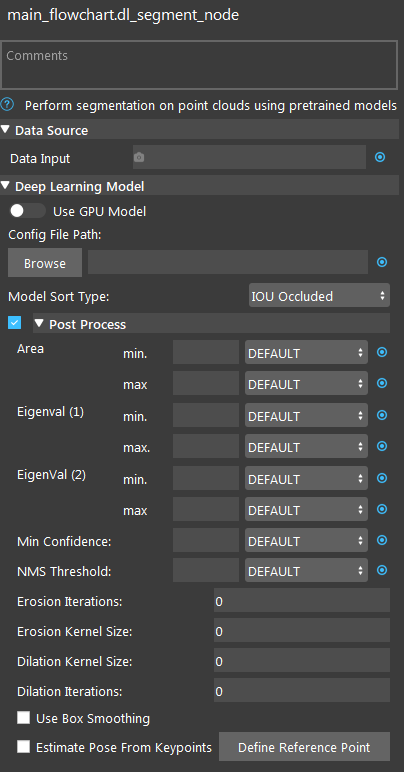 main_flowchart.dl_segment_node
Comments
? Perform segmentation on point clouds using pretrained models
Data Source
Data Input
Deep Learning Model
Use GPU Model
Config File Path:
Browse
Model Sort Type: IOU Occluded
Post Process
Area min. DEFAULT
max DEFAULT
Eigenval (1) min. DEFAULT
max. DEFAULT
EigenVal (2) min. DEFAULT
max DEFAULT
Min Confidence: DEFAULT
NMS Threshold: DEFAULT
Erosion Iterations: 0
Erosion Kernel Size: 0
Dilation Kernel Size: 0
Dilation Iterations: 0
Use Box Smoothing
Estimate Pose From Keypoints Define Reference Point